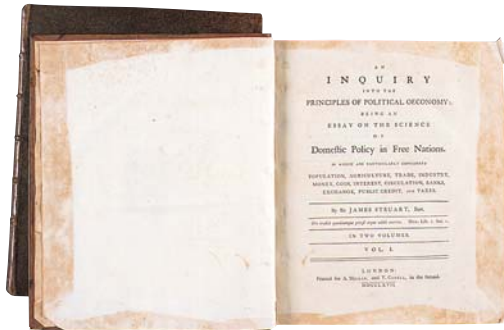 AN
INQUIRY
INTO THE
PRINCIPLES OF POLITICAL OECONOMY:
BEING AN
ESSAY ON THE SCIENCE
OF
Domestic Policy in Free Nations.
IN WHICH ARE PARTICULARLY CONSIDERED
POPULATION, AGRICULTURE, TRADE, INDUSTRY,
MONEY, COIN, INTEREST, CIRCULATION, BANKS,
EXCHANGE, PUBLIC CREDIT, AND TAXES.
By Sir JAMES STEUART, Bart.
IN TWO VOLUMES.
VOL. I.
LONDON:
Printed for A. MILLAR, and T. CADELL, in the Strand.
MDCCLXVII.